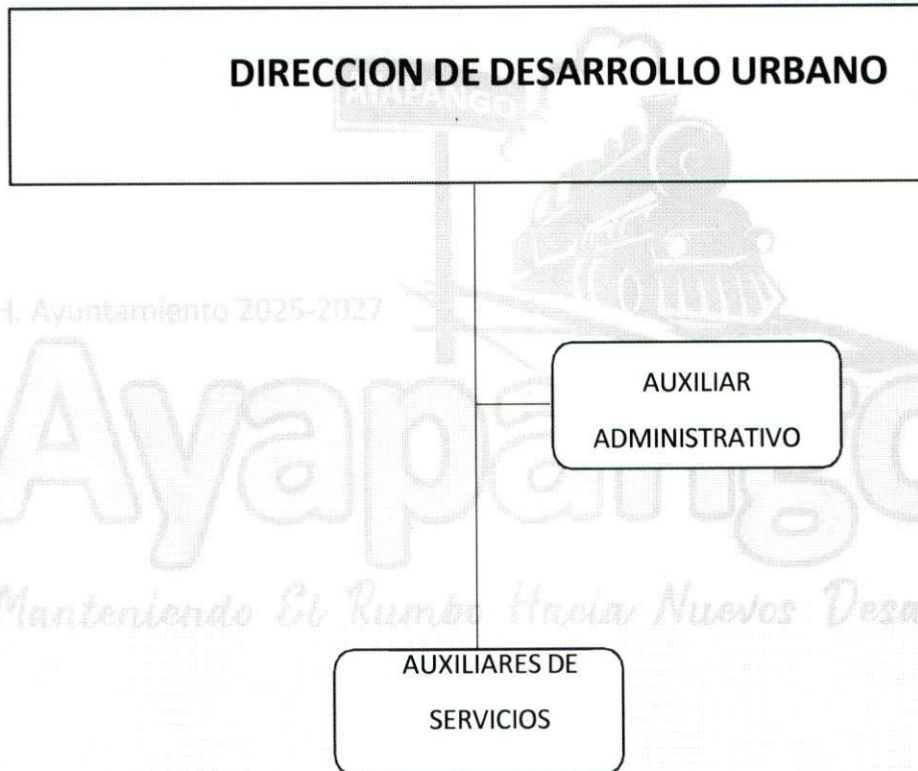 DIRECCION DE DESARROLLO URBANO
AYAPANGO
H. Ayuntamiento 2025-2027
AUXILIAR
ADMINISTRATIVO
Ayapango
Manteniendo El Rumbo Hacia Nuevos
AUXILIARES DE
SERVICIOS